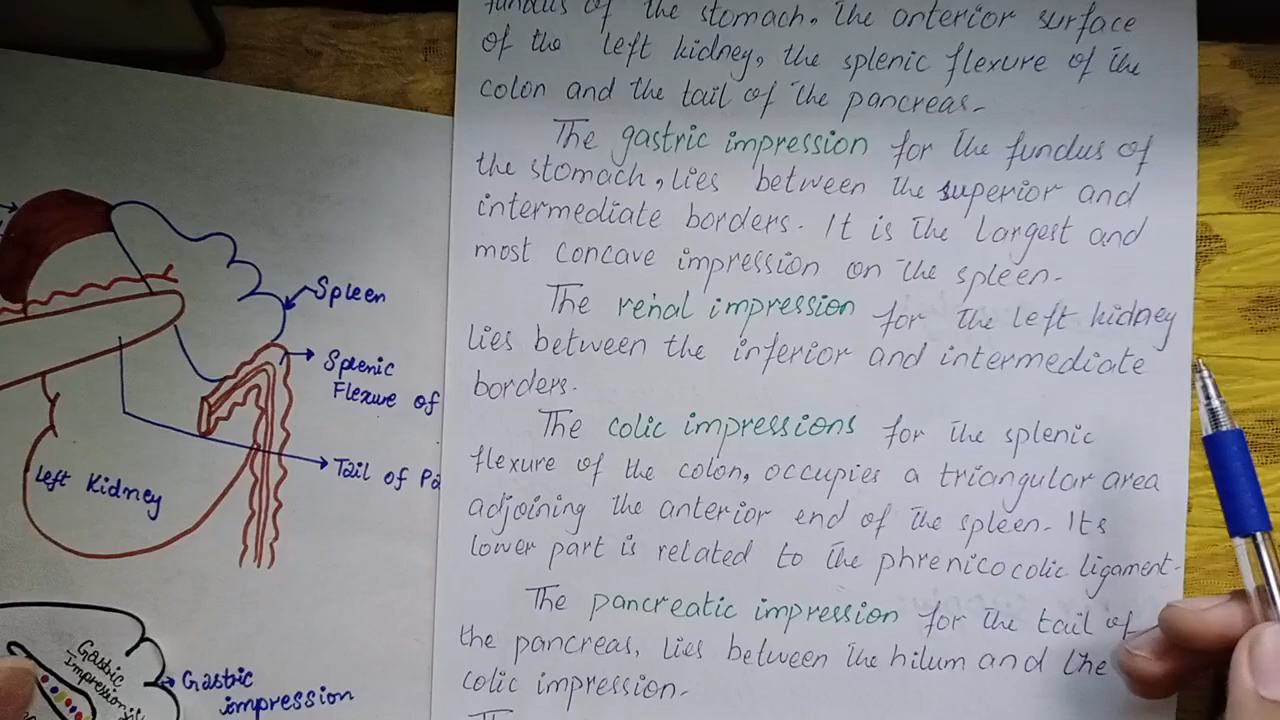 fundus of the stomach, the anterior surface
of the left kidney, the splenic flexure of the
colon and the tail of the pancreas.
The gastric impression for the fundus of
the stomach, lies between the superior and
intermediate borders. It is the largest and
most concave impression on the spleen.
The renal impression for the left kidney
lies between the inferior and intermediate
borders.
The colic impressions for the splenic
flexure of the colon, occupies a triangular area
adjoining the anterior end of the spleen. Its
lower part is related to the phrenicocolic ligament.
The pancreatic impression for the tail of
the pancreas, lies between the hilum and the
colic impression.
The
Spleen
Splenic
Flexure of
Tail of Pa
Left Kidney
Gastric
Impression
Gastric
impression